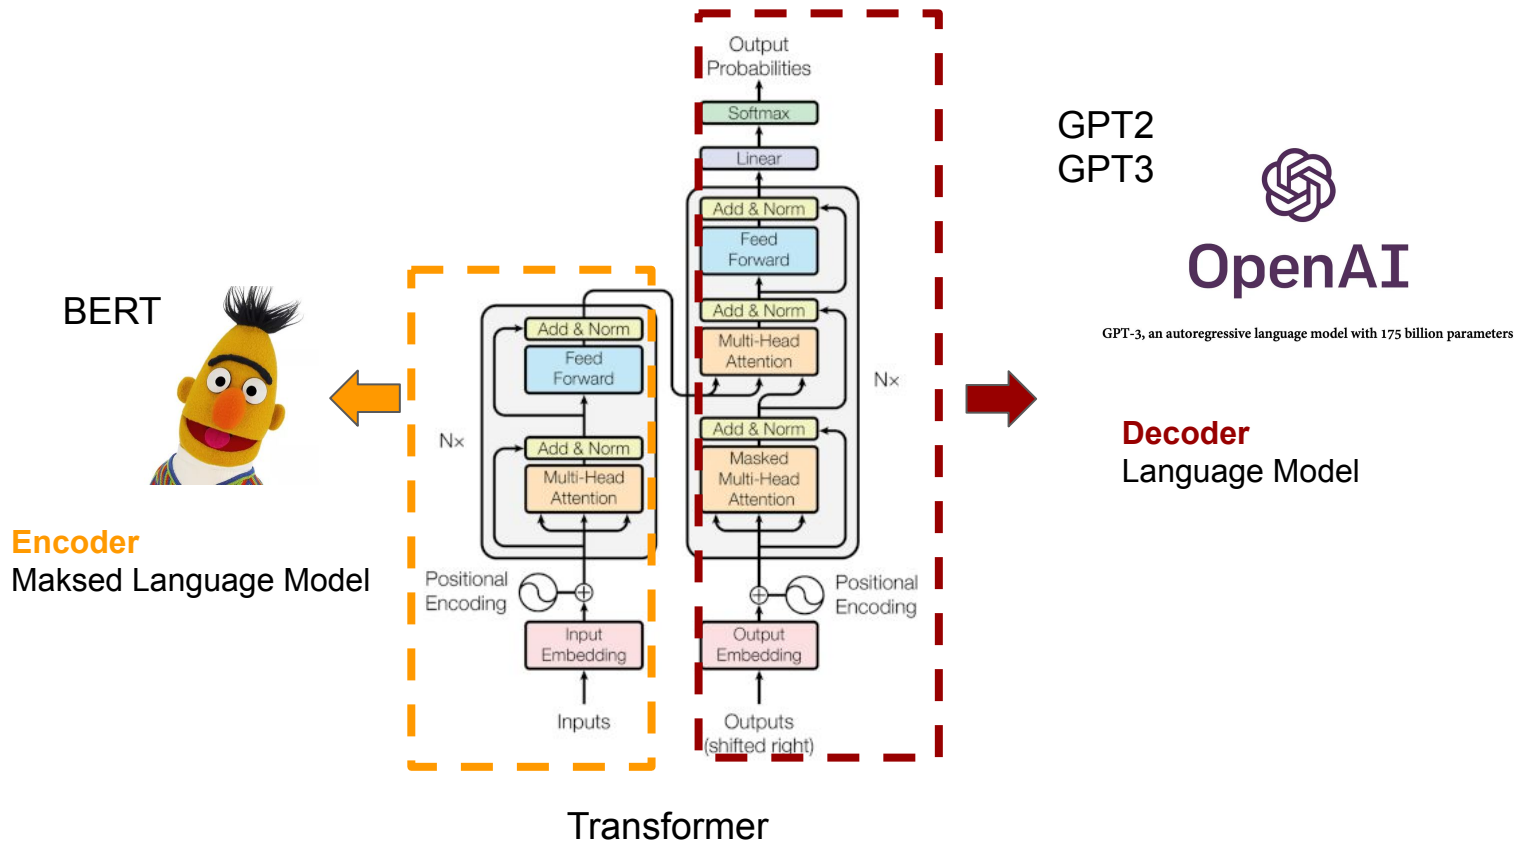 BERT
Encoder
Maksed Language Model
Output
Probabilities
Softmax
Linear
Add & Norm
Feed
Forward
Add & Norm
Multi-Head
Attention
Nx
Add & Norm
Masked
Multi-Head
Attention
Positional
Encoding
Output
Embedding
Outputs
(shifted right)
Add & Norm
Feed
Forward
Nx
Add & Norm
Multi-Head
Attention
Positional
Encoding
Input
Embedding
Inputs
Transformer
GPT2
GPT3
OpenAI
GPT-3, an autoregressive language model with 175 billion parameters
Decoder
Language Model